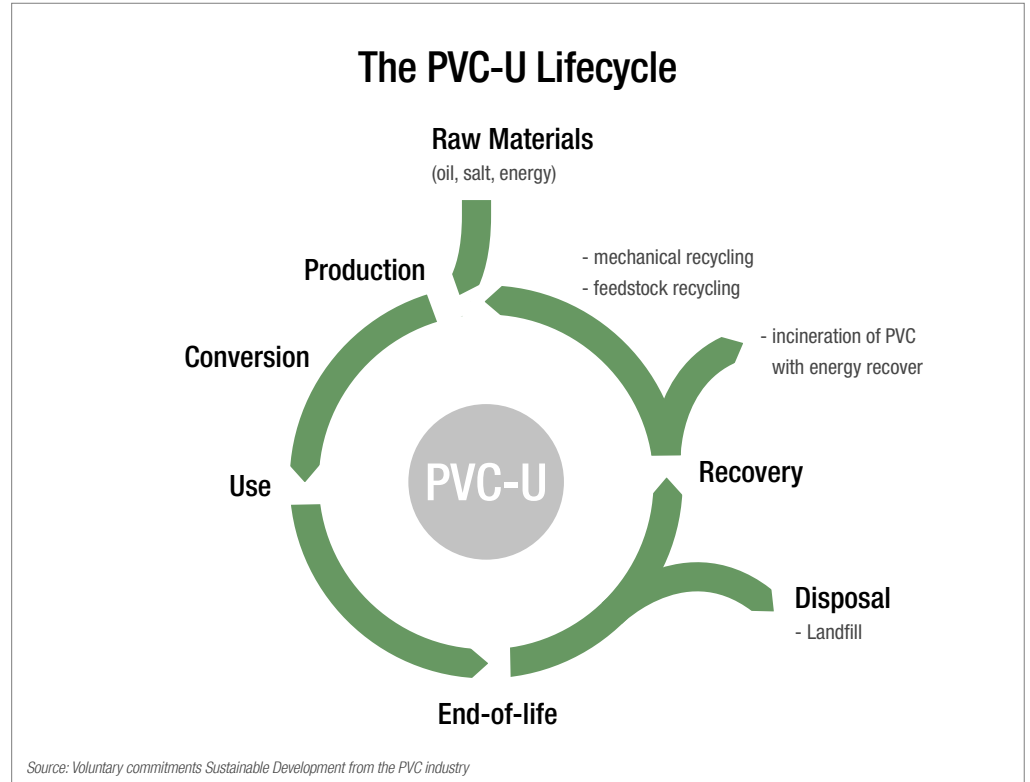 The PVC-U Lifecycle
Raw Materials
(oil, salt, energy)
Production
- mechanical recycling
- feedstock recycling
Conversion
- incineration of PVC
with energy recover
Use
PVC-U
Recovery
Disposal
- Landfill
End-of-life
Source: Voluntary commitments Sustainable Development from the PVC industry